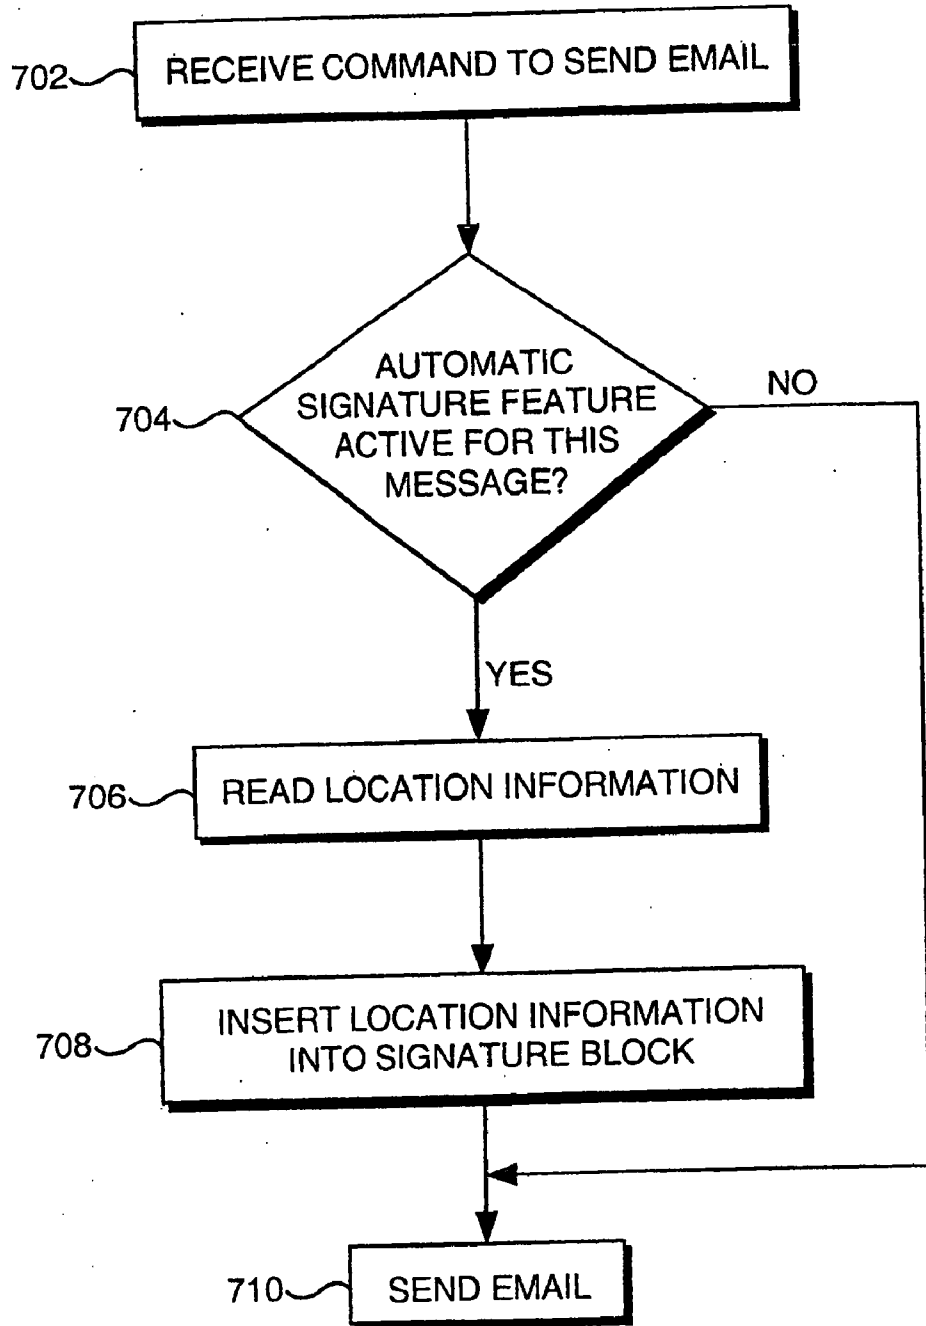 702
RECEIVE COMMAND TO SEND EMAIL
704
AUTOMATIC
SIGNATURE FEATURE
ACTIVE FOR THIS
MESSAGE?
NO
YES
706
READ LOCATION INFORMATION
708
INSERT LOCATION INFORMATION
INTO SIGNATURE BLOCK
710
SEND EMAIL